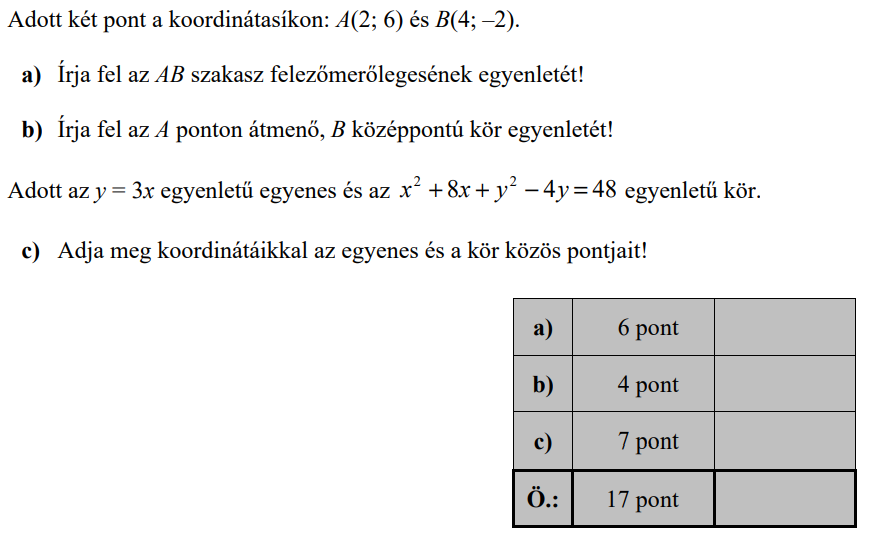 Adott két pont a koordinátasíkon: A(2; 6) és B(4; –2).
a) Írja fel az AB szakasz felezőmerőlegesének egyenletét!
b) Írja fel az A ponton átmenő, B középpontú kör egyenletét!
Adott az y = 3x egyenletű egyenes és az x² + 8x + y² − 4y = 48 egyenletű kör.
c) Adja meg koordinátáikkal az egyenes és a kör közös pontjait!
a) 6 pont
b) 4 pont
c) 7 pont
Ö.: 17 pont